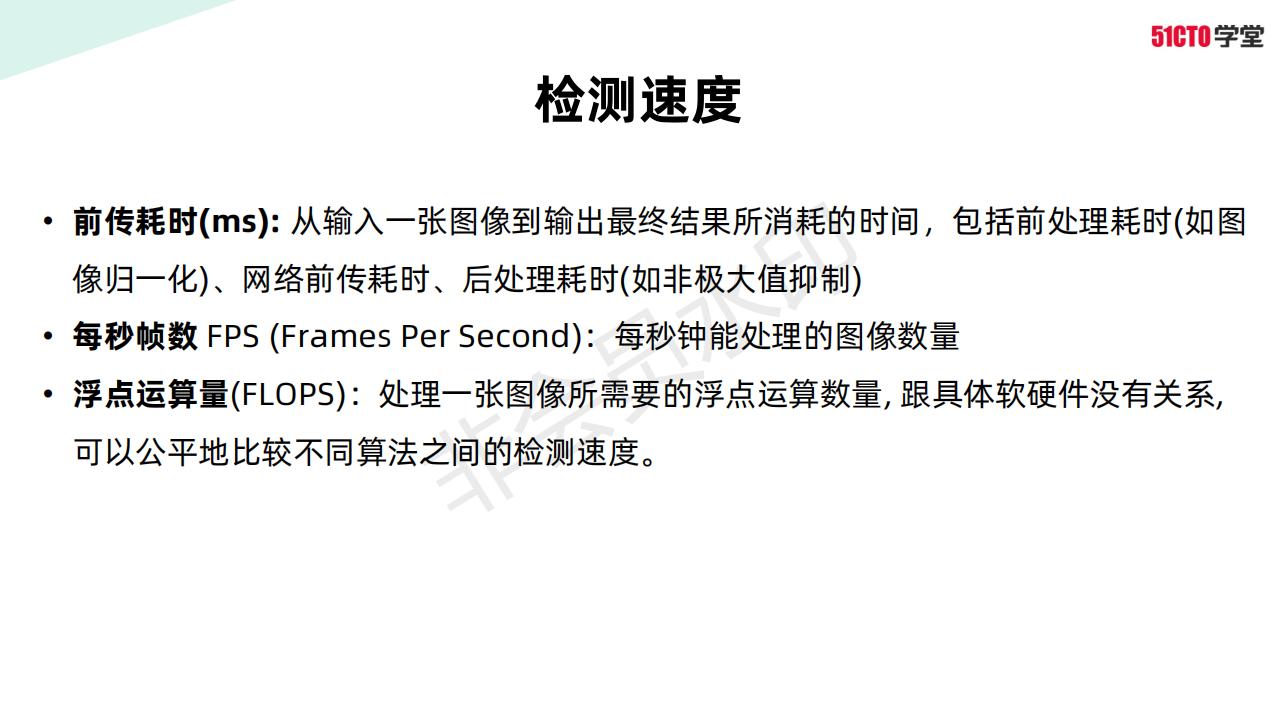 51CTO学堂
检测速度
• 前传耗时(ms): 从输入一张图像到输出最终结果所消耗的时间，包括前处理耗时(如图
像归一化)、网络前传耗时、后处理耗时(如非极大值抑制)
• 每秒帧数 FPS (Frames Per Second)：每秒钟能处理的图像数量
• 浮点运算量(FLOPS)：处理一张图像所需要的浮点运算数量, 跟具体软硬件没有关系,
可以公平地比较不同算法之间的检测速度。
非会员水印